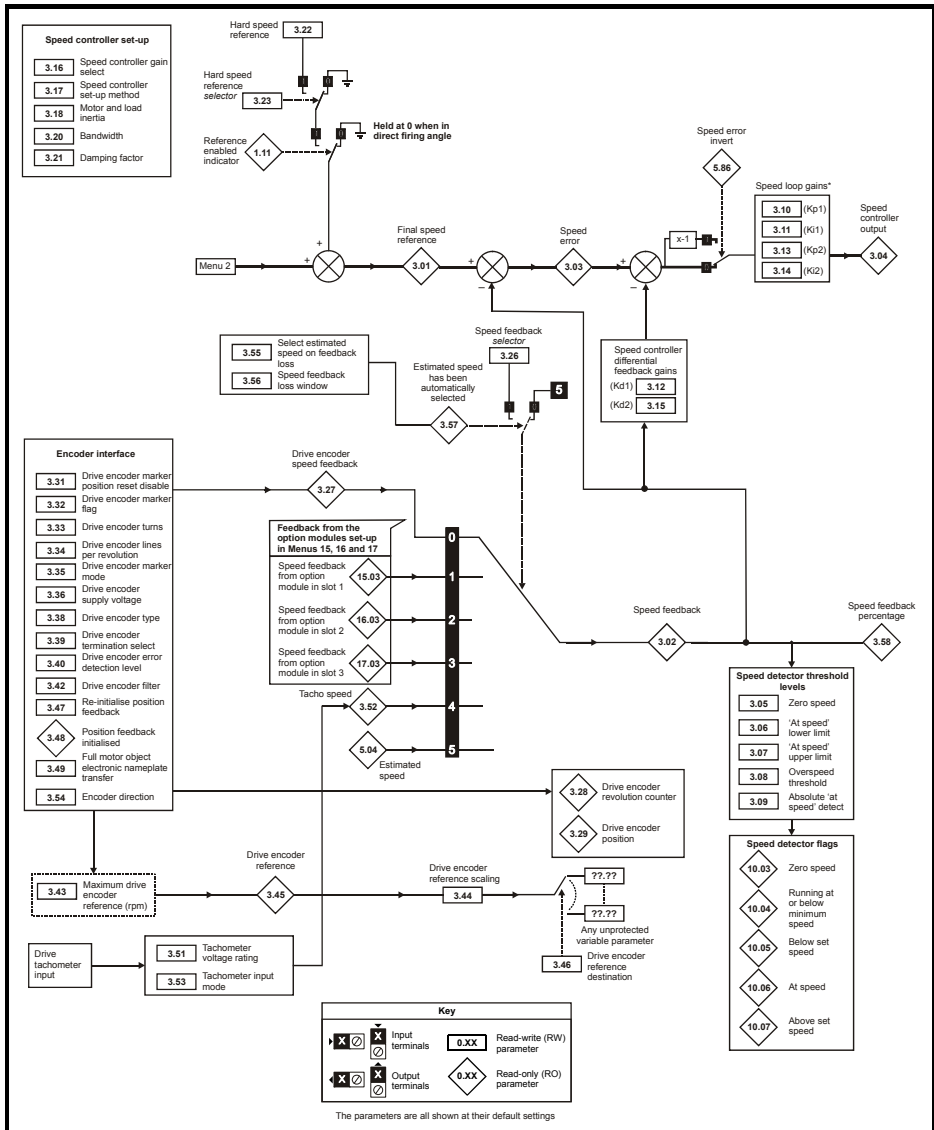 Speed controller set-up
3.16
Speed controller gain
select
3.17
Speed controller
set-up method
3.18
Motor and load
inertia
3.20
Bandwidth
3.21
Damping factor
Hard speed
reference
3.22
Hard speed
reference
selector
3.23
Held at 0 when in
direct firing angle
Reference
enabled
indicator
1.11
Speed error
invert
5.86
Speed loop gains*
3.10 (Kp1)
3.11 (Ki1)
3.13 (Kp2)
3.14 (Ki2)
Speed
controller
output
3.04
Menu 2
+
+
Final speed
reference
3.01
+
–
Speed
error
3.03
+
–
x-1
3.55
Select estimated
speed on feedback
loss
3.56
Speed feedback
loss window
Estimated speed
has been
automatically
selected
3.57
Speed feedback
selector
3.26
5
Speed controller
differential
feedback gains
(Kd1) 3.12
(Kd2) 3.15
Encoder interface
3.31
Drive encoder marker
position reset disable
3.32
Drive encoder marker
flag
3.33
Drive encoder turns
3.34
Drive encoder lines
per revolution
3.35
Drive encoder marker
mode
3.36
Drive encoder
supply voltage
3.38
Drive encoder type
3.39
Drive encoder
termination select
3.40
Drive encoder error
detection level
3.42
Drive encoder filter
3.47
Re-initialise position
feedback
3.48
Position feedback
initialised
3.49
Full motor object
electronic nameplate
transfer
3.54
Encoder direction
Drive encoder
speed feedback
3.27
Feedback from the
option modules set-up
in Menus 15, 16 and 17
Speed feedback
from option
module in slot 1
15.03
Speed feedback
from option
module in slot 2
16.03
Speed feedback
from option
module in slot 3
17.03
Tacho speed
3.52
5.04
Estimated
speed
0
1
2
3
4
5
Speed feedback
3.02
Speed feedback
percentage
3.58
Speed detector threshold
levels
3.05
Zero speed
3.06
‘At speed’
lower limit
3.07
‘At speed’
upper limit
3.08
Overspeed
threshold
3.09
Absolute ‘at
speed’ detect
3.28
Drive encoder
revolution counter
3.29
Drive encoder
position
Speed detector flags
10.03
Zero speed
10.04
Running at
or below
minimum
speed
10.05
Below set
speed
10.06
At speed
10.07
Above set
speed
3.43
Maximum drive
encoder
reference (rpm)
Drive encoder
reference
3.45
Drive encoder
reference scaling
3.44
??.??
??.??
Any unprotected
variable parameter
3.46
Drive encoder
reference
destination
Drive
tachometer
input
3.51
Tachometer
voltage rating
3.53
Tachometer input
mode
Key
X
X
Input
terminals
0.XX
Read-write (RW)
parameter
X
X
Output
terminals
0.XX
Read-only (RO)
parameter
The parameters are all shown at their default settings